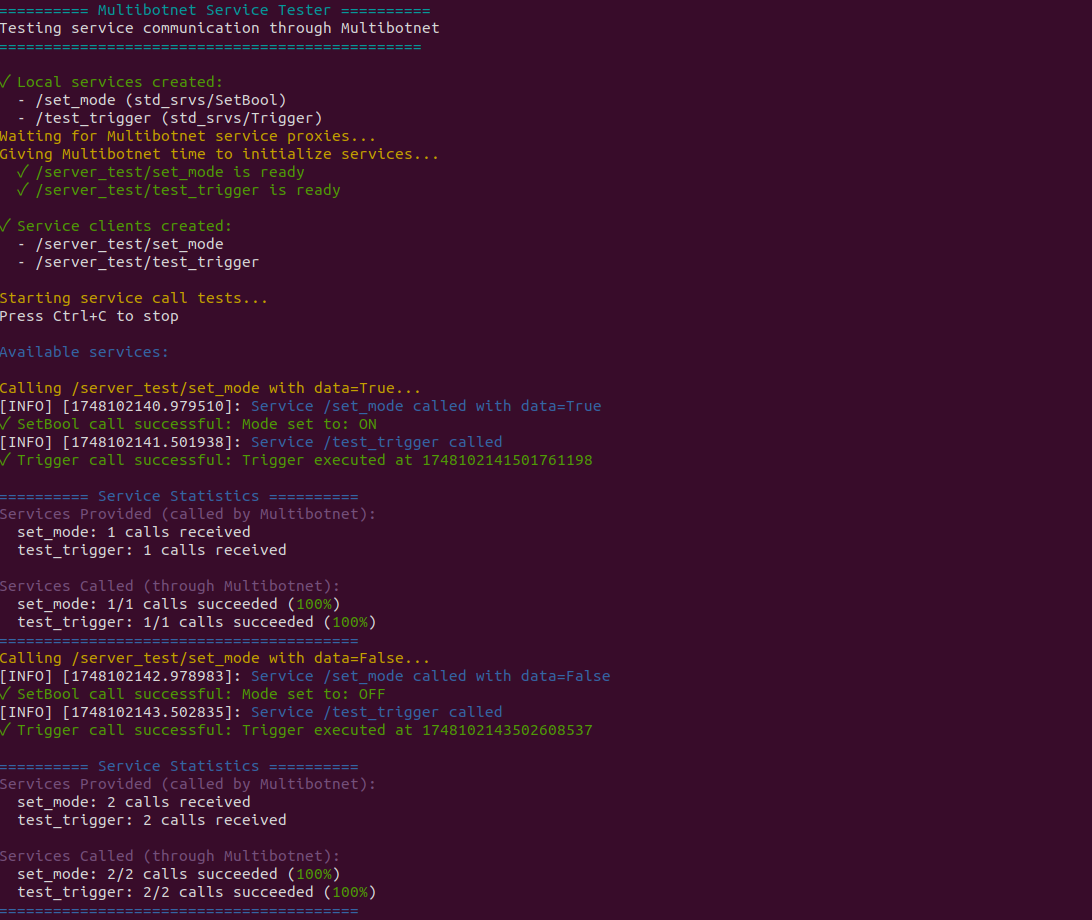 ========== Multibotnet Service Tester ==========
Testing service communication through Multibotnet
===============================================
✓ Local services created:
  - /set_mode (std_srvs/SetBool)
  - /test_trigger (std_srvs/Trigger)
Waiting for Multibotnet service proxies...
Giving Multibotnet time to initialize services...
  ✓ /server_test/set_mode is ready
  ✓ /server_test/test_trigger is ready
✓ Service clients created:
  - /server_test/set_mode
  - /server_test/test_trigger
Starting service call tests...
Press Ctrl+C to stop
Available services:
Calling /server_test/set_mode with data=True...
[INFO] [1748102140.979510]: Service /set_mode called with data=True
✓ SetBool call successful: Mode set to: ON
[INFO] [1748102141.501938]: Service /test_trigger called
✓ Trigger call successful: Trigger executed at 1748102141501761198
========== Service Statistics ==========
Services Provided (called by Multibotnet):
  set_mode: 1 calls received
  test_trigger: 1 calls received
Services Called (through Multibotnet):
  set_mode: 1/1 calls succeeded (100%)
  test_trigger: 1/1 calls succeeded (100%)
========================================
Calling /server_test/set_mode with data=False...
[INFO] [1748102142.978983]: Service /set_mode called with data=False
✓ SetBool call successful: Mode set to: OFF
[INFO] [1748102143.502835]: Service /test_trigger called
✓ Trigger call successful: Trigger executed at 1748102143502608537
========== Service Statistics ==========
Services Provided (called by Multibotnet):
  set_mode: 2 calls received
  test_trigger: 2 calls received
Services Called (through Multibotnet):
  set_mode: 2/2 calls succeeded (100%)
  test_trigger: 2/2 calls succeeded (100%)
========================================